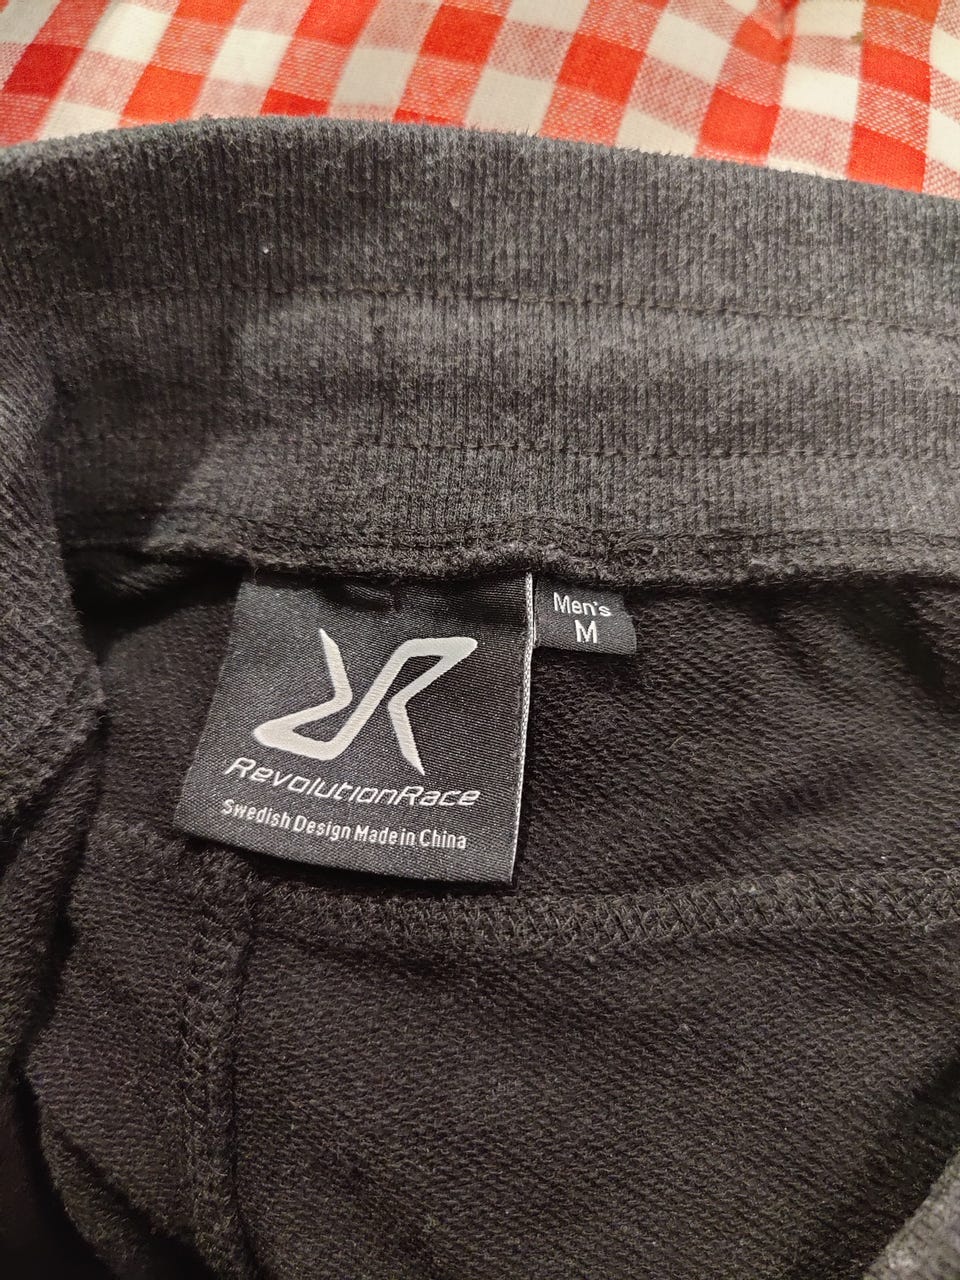 Men's
M
RevolutionRace
Swedish Design Made in China